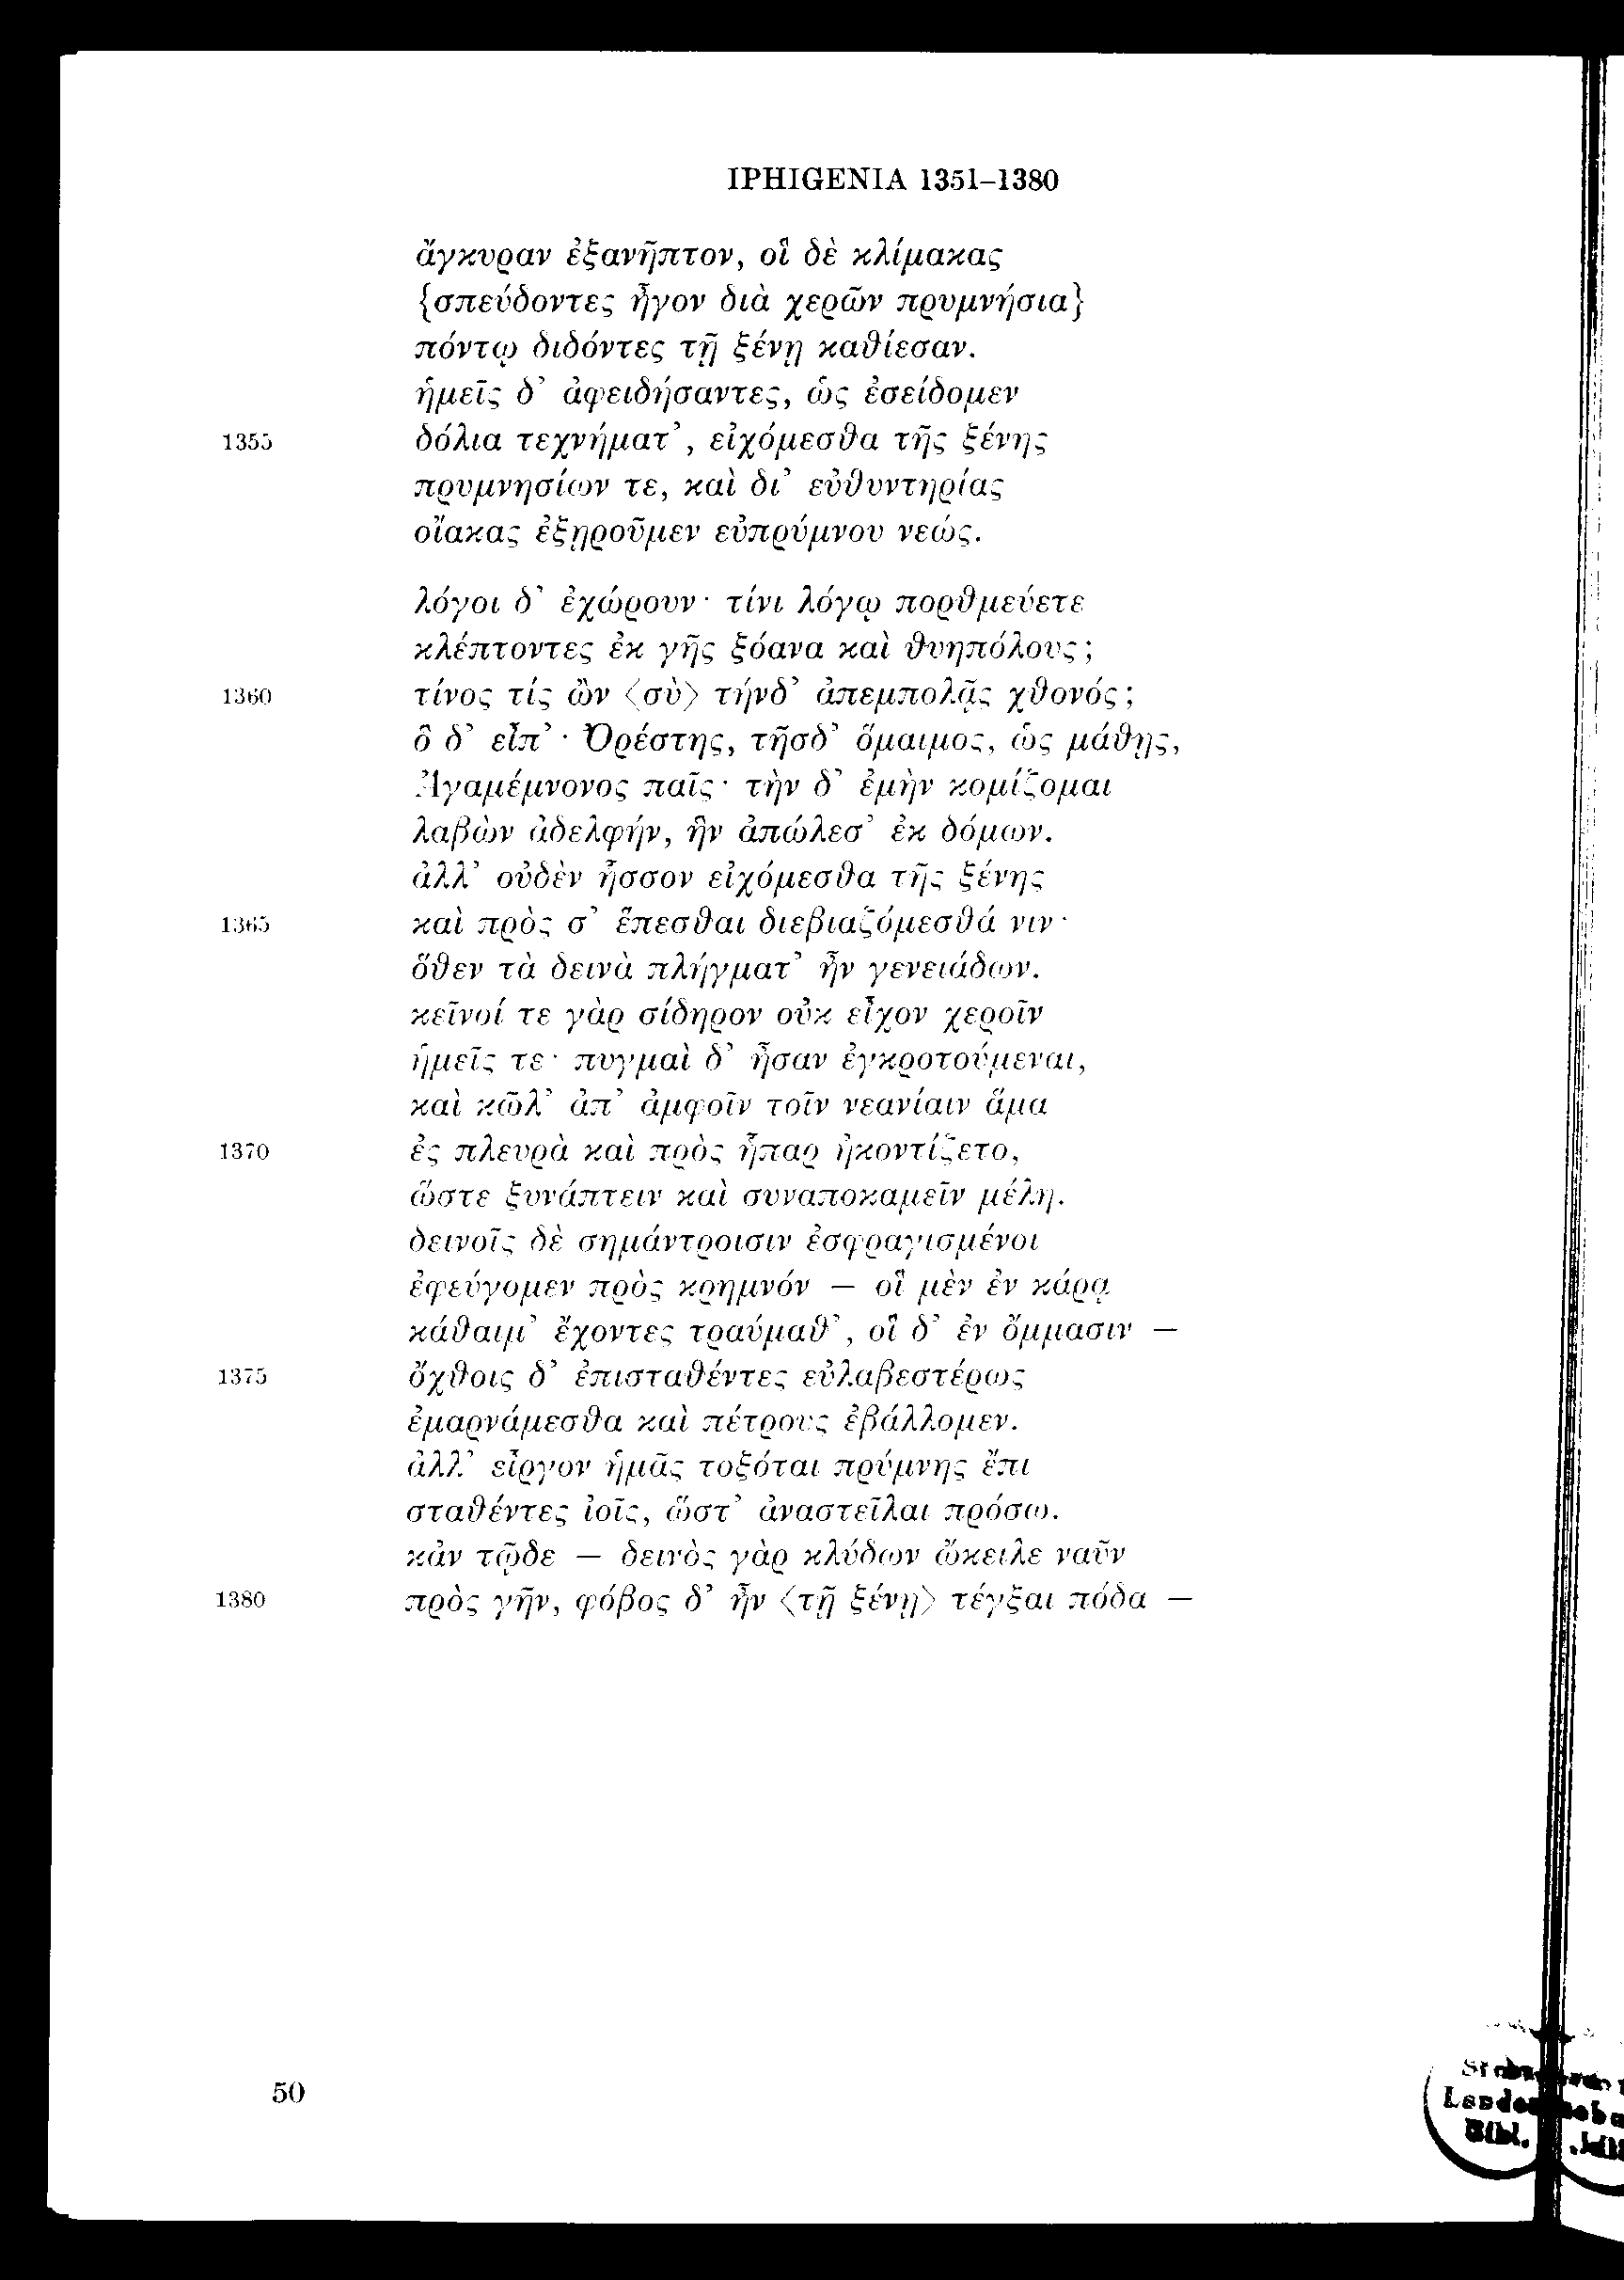 IPHIGENIA 1351–1380
ἄγκυραν ἐξανῆπτον, οἳ δὲ κλίμακας
{σπεύδοντες ἦγον διὰ χερῶν πρυμνήσια}
πόντῳ διδόντες τῇ ξένῃ καθίεσαν.
ἡμεῖς δ’ ἀφειδήσαντες, ὡς ἐσείδομεν
1355 δόλια τεχνήματ’, εἰχόμεσθα τῆς ξένης
πρυμνησίων τε, καὶ δι’ εὐθυντηρίας
οἴακας ἐξῃροῦμεν εὐπρύμνου νεώς.
λόγοι δ’ ἐχώρουν· τίνι λόγῳ πορθμεύετε
κλέπτοντες ἐκ γῆς ξόανα καὶ θυηπόλους;
1360 τίνος τίς ὢν ⟨σὺ⟩ τήνδ’ ἀπεμπολᾷς χθονός;
ὃ δ’ εἶπ’· Ὀρέστης, τῆσδ’ ὅμαιμος, ὡς μάθῃς,
Ἀγαμέμνονος παῖς· τὴν δ’ ἐμὴν κομίζομαι
λαβὼν ἀδελφήν, ἣν ἀπώλεσ’ ἐκ δόμων.
ἀλλ’ οὐδὲν ἧσσον εἰχόμεσθα τῆς ξένης
1365 καὶ πρὸς σ’ ἕπεσθαι διεβιαζόμεσθά νιν·
ὅθεν τὰ δεινὰ πλήγματ’ ἦν γενειάδων.
κεῖνοί τε γὰρ σίδηρον οὐκ εἶχον χεροῖν
ἡμεῖς τε· πυγμαὶ δ’ ἦσαν ἐγκροτούμεναι,
καὶ κῶλ’ ἀπ’ ἀμφοῖν τοῖν νεανίαιν ἅμα
1370 ἐς πλευρὰ καὶ πρὸς ἧπαρ ἠκοντίζετο,
ὥστε ξυνάπτειν καὶ συναποκαμεῖν μέλη.
δεινοῖς δὲ σημάντροισιν ἐσφραγισμένοι
ἐφεύγομεν πρὸς κρημνόν — οἳ μὲν ἐν κάρᾳ
κάθαιμ’ ἔχοντες τραύμαθ’, οἳ δ’ ἐν ὄμμασιν —
1375 ὄχθοις δ’ ἐπισταθέντες εὐλαβεστέρως
ἐμαρνάμεσθα καὶ πέτρους ἐβάλλομεν.
ἀλλ’ εἶργον ἡμᾶς τοξόται πρύμνης ἔπι
σταθέντες ἰοῖς, ὥστ’ ἀναστεῖλαι πρόσω.
κἀν τῷδε — δεινὸς γὰρ κλύδων ὤκειλε ναῦν
1380 πρὸς γῆν, φόβος δ’ ἦν ⟨τῇ ξένῃ⟩ τέγξαι πόδα —
50
Bibl.